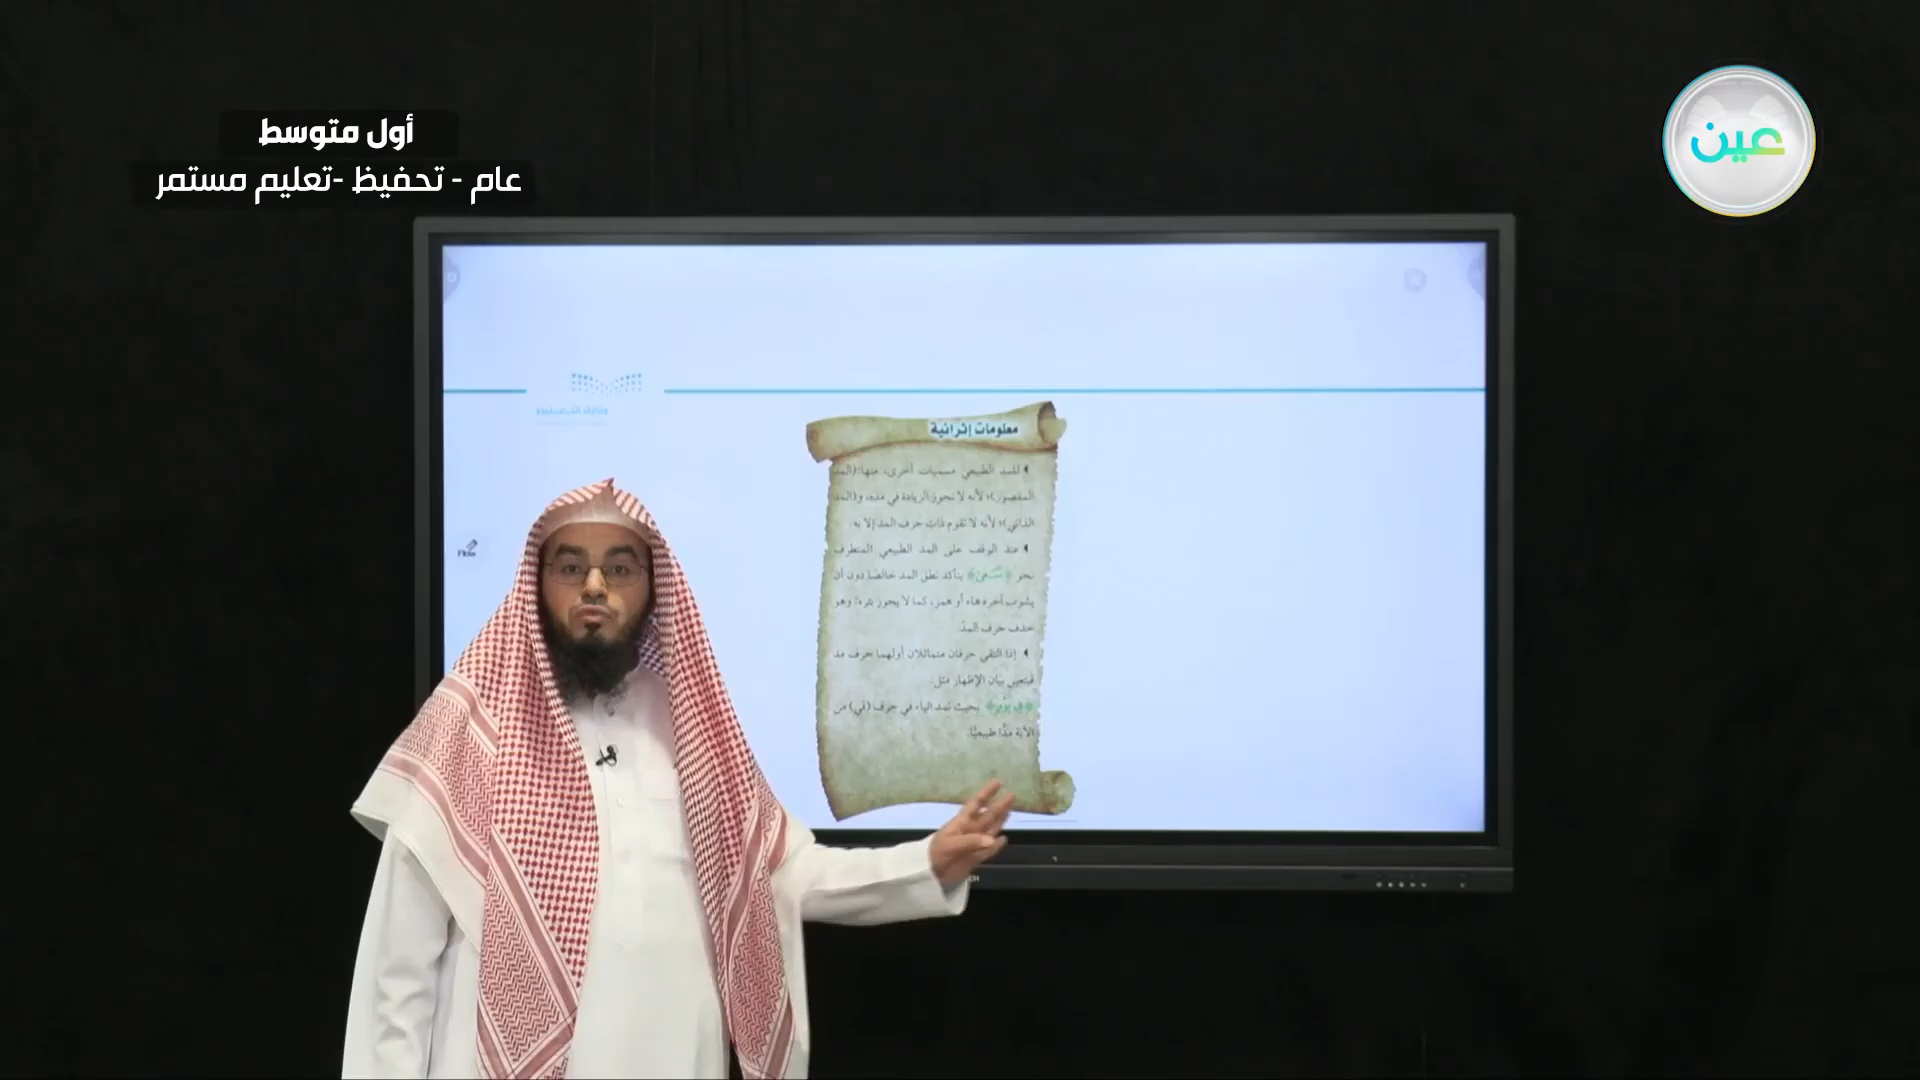 أول متوسط
عام - تحفيظ -تعليم مستمر
عين
وزارة التعليم
معلومات إثرائية
للمد الطبيعي مسميات أخرى، منها: (المد
المقصور)؛ لأنه لا تجوز الزيادة في مده، و(المد
الذاتي)؛ لأنه لا تقوم ذات حرف المد إلا به.
عند الوقف على المد الطبيعي المتطرف
نحو ﴿تَسْعَىٰ﴾ يتأكد نطق المد خالصًا دون أن
يشوب آخره هاء أو همز، كما لا يجوز بتره؛ وهو
حذف حرف المدّ.
إذا التقى حرفان متماثلان أولهما حرف مد
فيتعين بيان الإظهار مثل:
﴿فِي يَوْمٍ﴾ بحيث تمد الياء في حرف (في) من
الآية مدًّا طبيعيًّا.